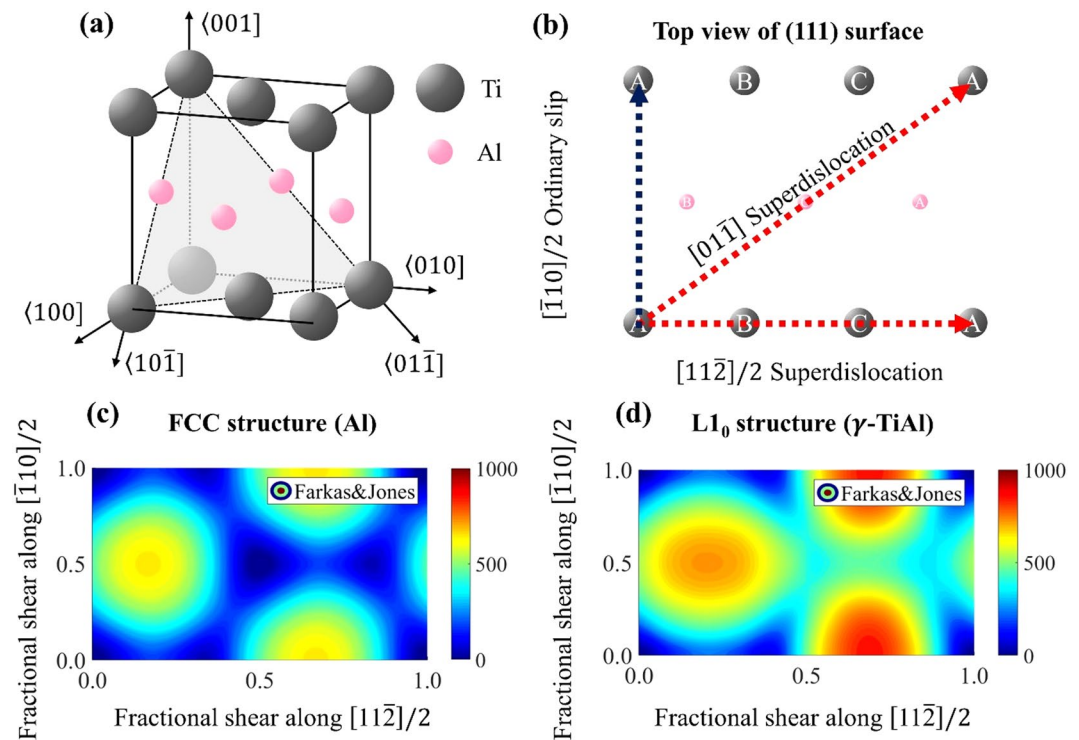 (a)
⟨001]
Ti
Al
⟨010]
⟨100]
⟨101̄⟩
⟨011̄⟩
(b) Top view of (111) surface
A B C A
[1̄10]/2 Ordinary slip
B A
[011̄] Superdislocation
A B C A
[112̄]/2 Superdislocation
(c) FCC structure (Al)
Fractional shear along [1̄10]/2
1.0
0.5
0.0
Farkas&Jones
1000
500
0
0.0 0.5 1.0
Fractional shear along [112̄]/2
(d) L1₀ structure (γ-TiAl)
Fractional shear along [1̄10]/2
1.0
0.5
0.0
Farkas&Jones
1000
500
0
0.0 0.5 1.0
Fractional shear along [112̄]/2